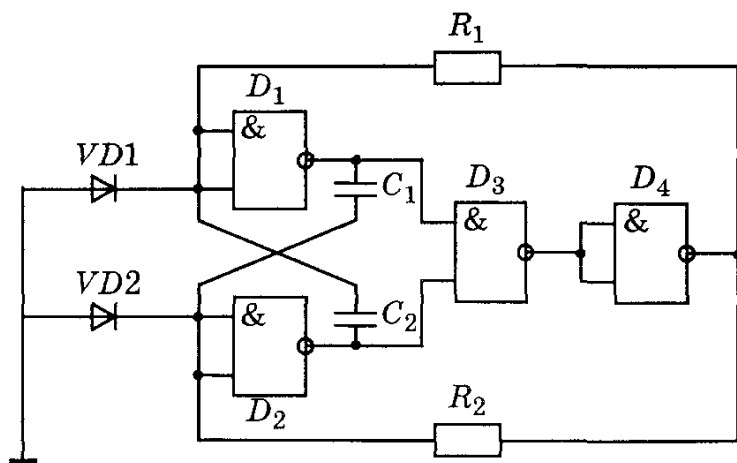 R₁
D₁
&
VD1
C₁
D₃
&
D₄
&
VD2
&
C₂
D₂
R₂